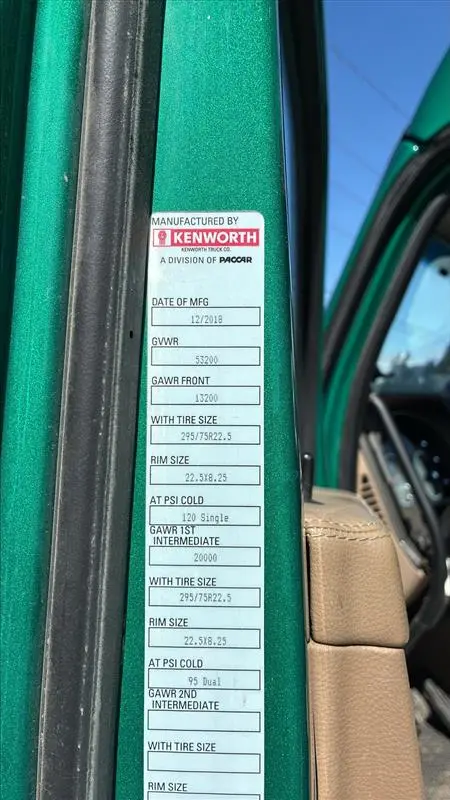 MANUFACTURED BY
KENWORTH
KENWORTH TRUCK CO.
A DIVISION OF PACCAR
DATE OF MFG
12/2018
GVWR
53200
GAWR FRONT
13200
WITH TIRE SIZE
295/75R22.5
RIM SIZE
22.5X8.25
AT PSI COLD
120 Single
GAWR 1ST
INTERMEDIATE
20000
WITH TIRE SIZE
295/75R22.5
RIM SIZE
22.5X8.25
AT PSI COLD
95 Dual
GAWR 2ND
INTERMEDIATE
WITH TIRE SIZE
RIM SIZE